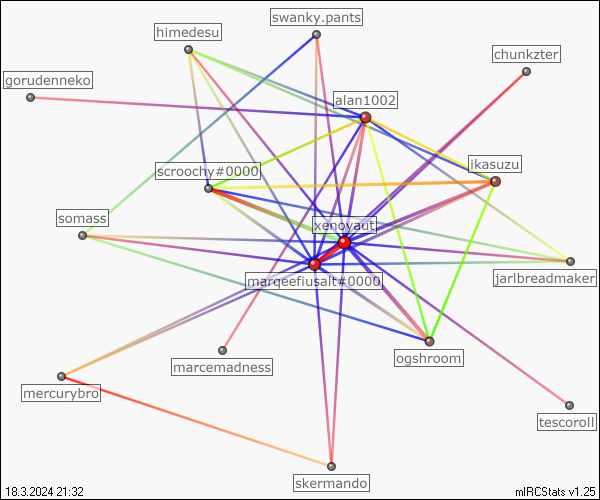 swanky.pants
himedesu
chunkzter
gorudenneko
alan1002
ikasuzu
scroochy#0000
somass
xenoyaut
jarlbreadmaker
marqeefiusalt#0000
ogshroom
marcemadness
mercurybro
tescoroll
skermando
18.3.2024 21:32
mIRCStats v1.25